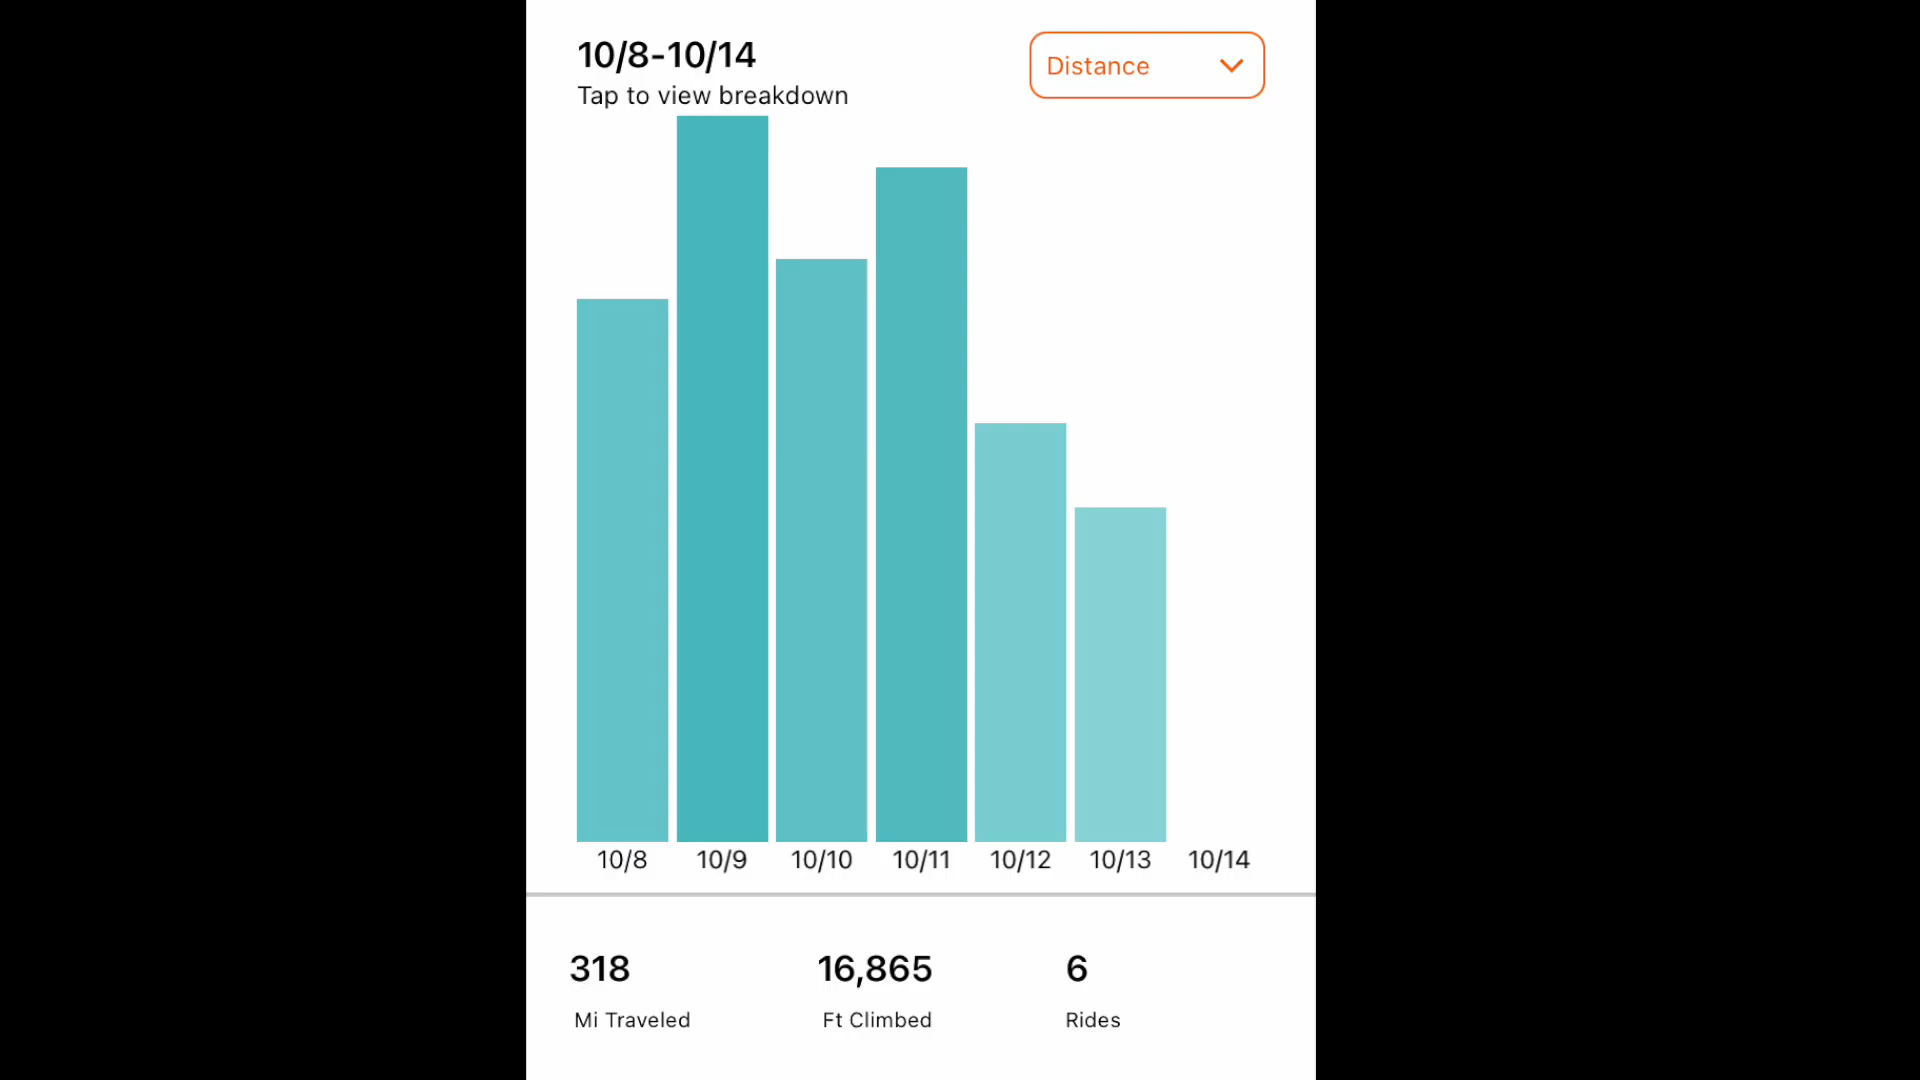 10/8-10/14
Distance
Tap to view breakdown
10/8 10/9 10/10 10/11 10/12 10/13 10/14
318 16,865 6
Mi Traveled Ft Climbed Rides